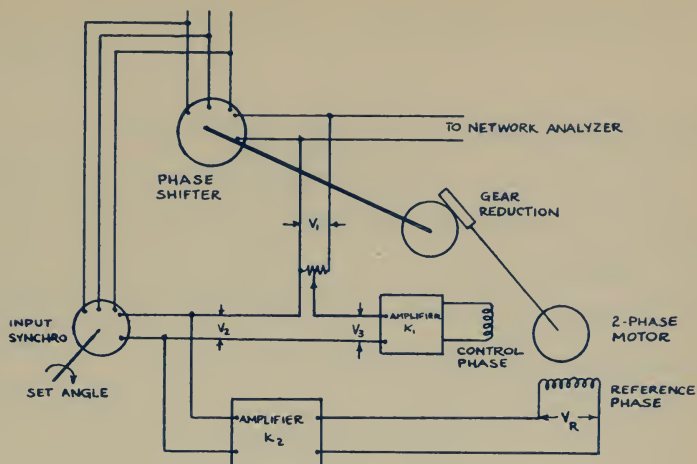 TO NETWORK ANALYZER
PHASE
SHIFTER
GEAR
REDUCTION
V1
INPUT
SYNCHRO
V2
V3
AMPLIFIER
K1
CONTROL
PHASE
2-PHASE
MOTOR
SET ANGLE
AMPLIFIER
K2
REFERENCE
PHASE
VR